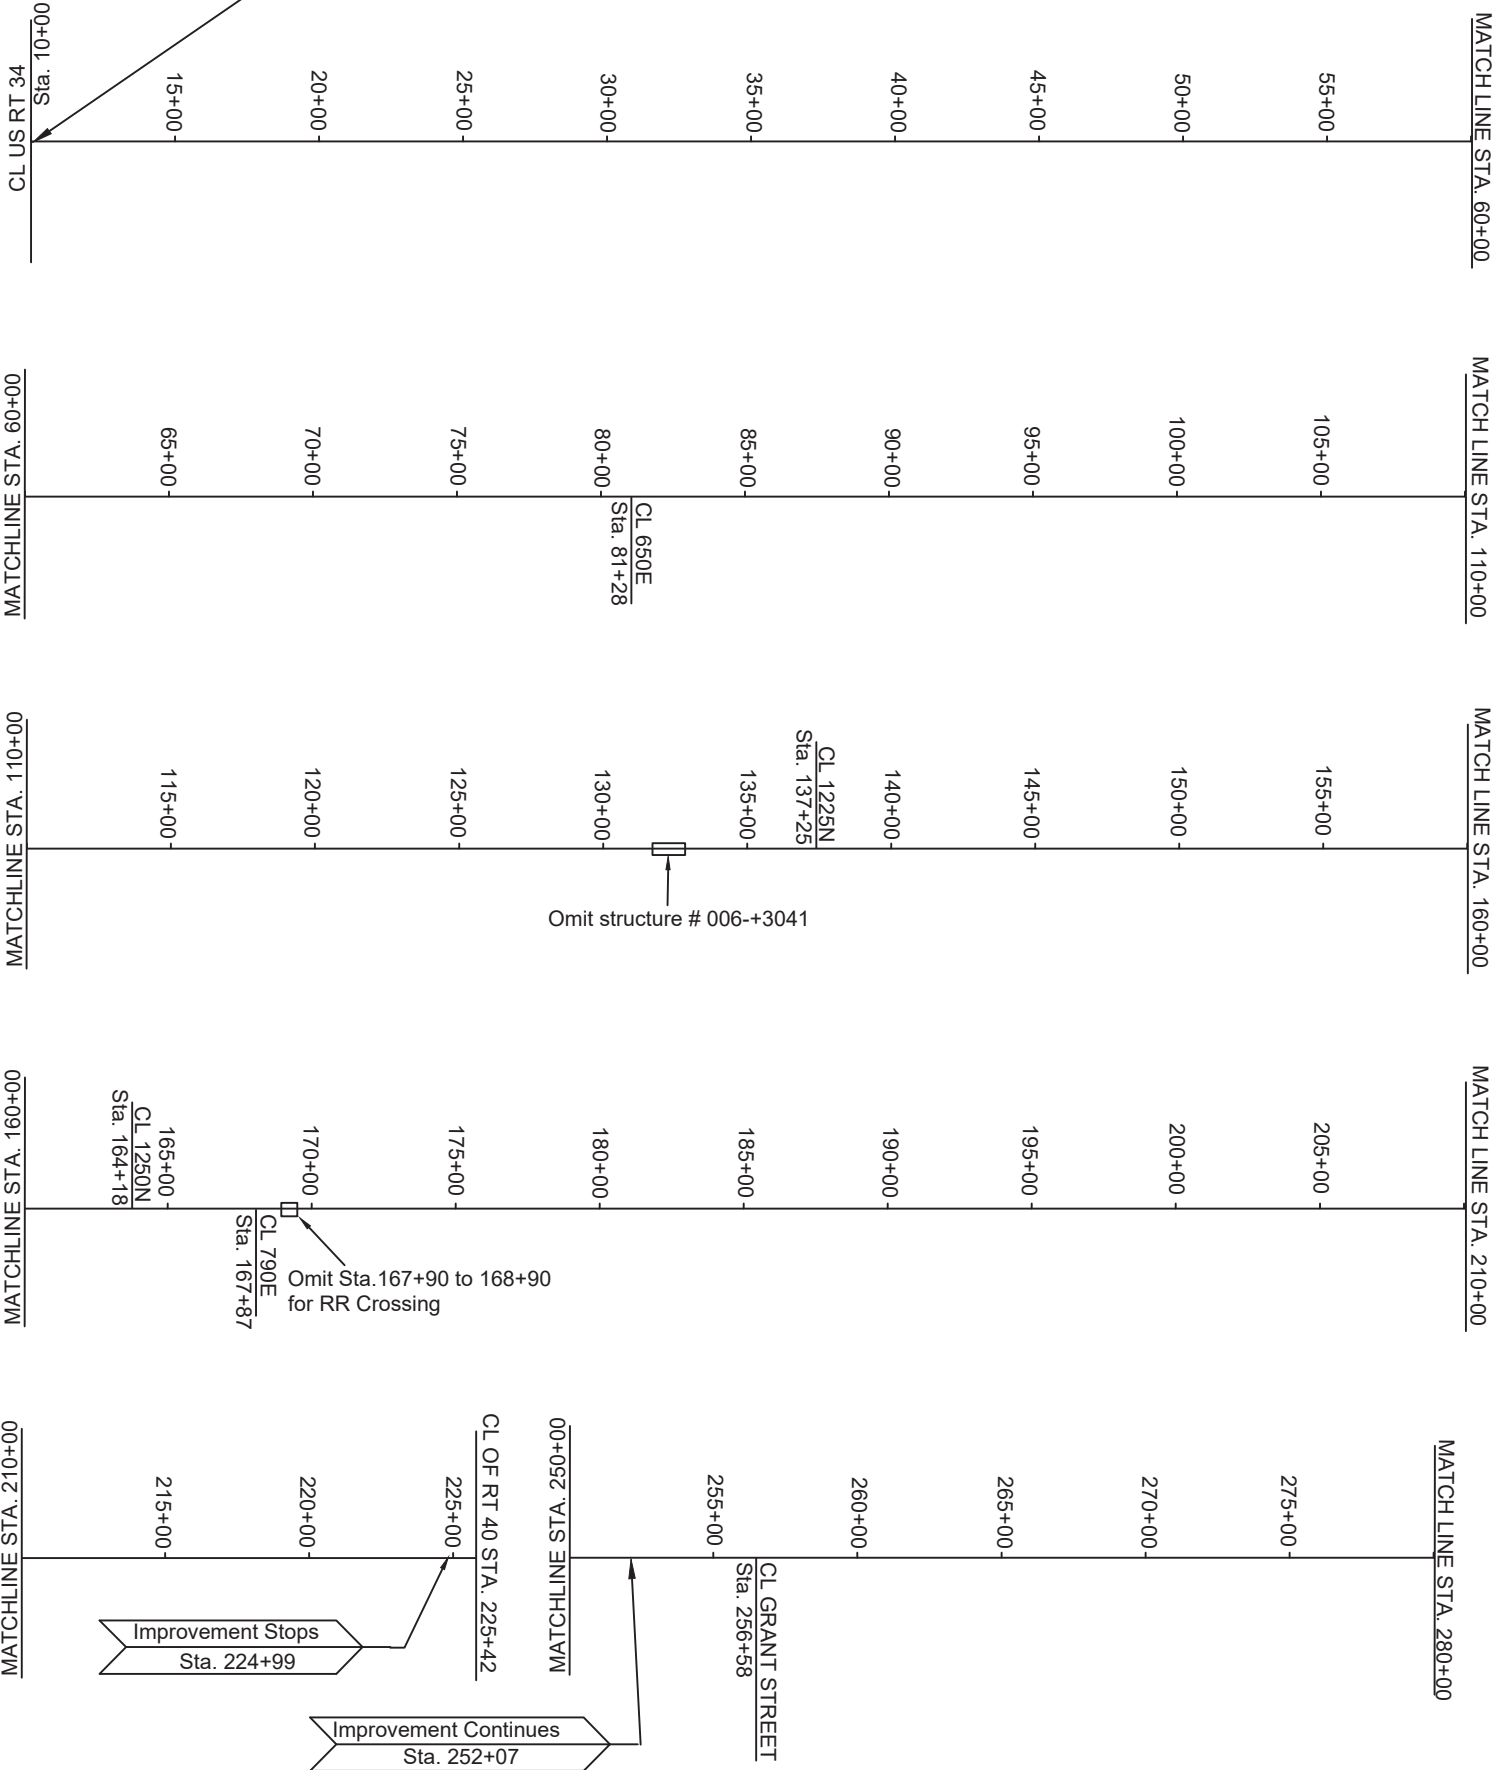 CL US RT 34
Sta. 10+00
15+00
20+00
25+00
30+00
35+00
40+00
45+00
50+00
55+00
MATCH LINE STA. 60+00
MATCHLINE STA. 60+00
65+00
70+00
75+00
80+00
CL 650E
Sta. 81+28
85+00
90+00
95+00
100+00
105+00
MATCH LINE STA. 110+00
MATCHLINE STA. 110+00
115+00
120+00
125+00
130+00
Omit structure # 006-+3041
135+00
CL 1225N
Sta. 137+25
140+00
145+00
150+00
155+00
MATCH LINE STA. 160+00
MATCHLINE STA. 160+00
CL 1250N
Sta. 164+18
165+00
CL 790E
Sta. 167+87
Omit Sta.167+90 to 168+90
for RR Crossing
170+00
175+00
180+00
185+00
190+00
195+00
200+00
205+00
MATCH LINE STA. 210+00
MATCHLINE STA. 210+00
215+00
220+00
225+00
Improvement Stops
Sta. 224+99
CL OF RT 40 STA. 225+42
MATCHLINE STA. 250+00
Improvement Continues
Sta. 252+07
255+00
CL GRANT STREET
Sta. 256+58
260+00
265+00
270+00
275+00
MATCH LINE STA. 280+00